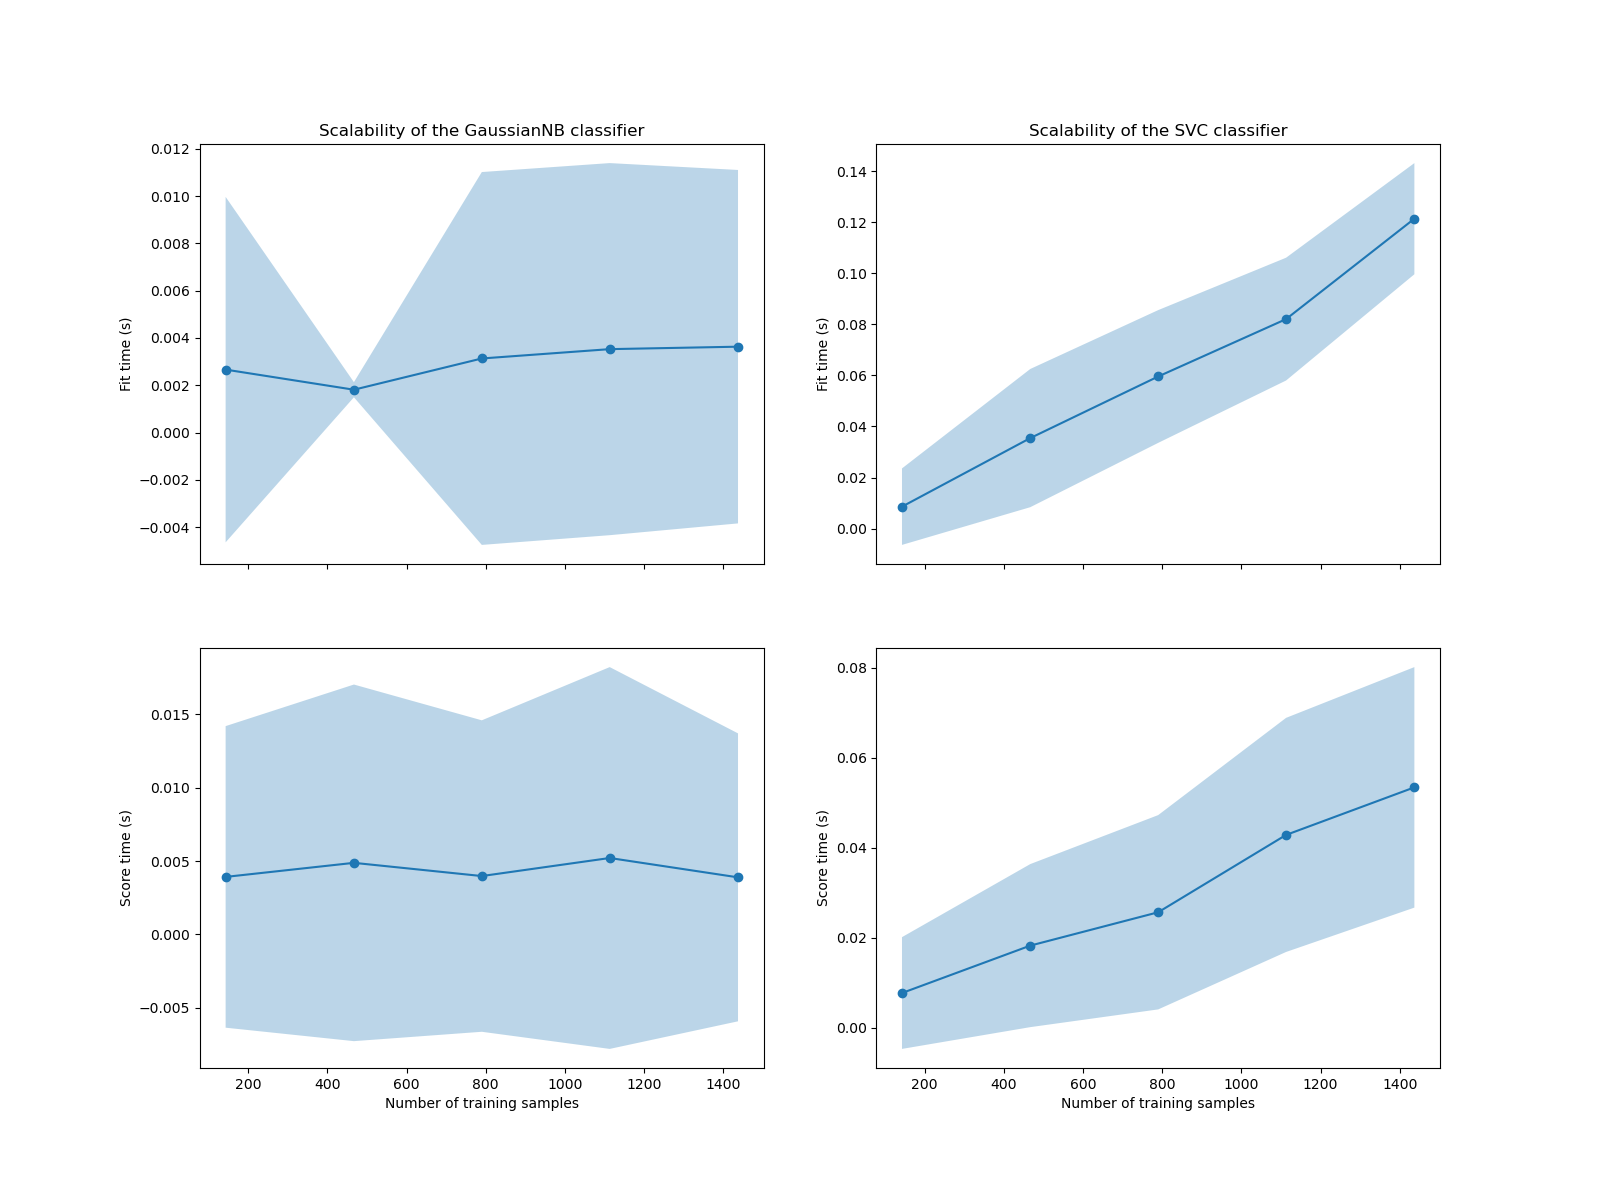 Scalability of the GaussianNB classifier
0.012
0.010
0.008
0.006
0.004
0.002
0.000
−0.002
−0.004
Fit time (s)
Scalability of the SVC classifier
0.14
0.12
0.10
0.08
0.06
0.04
0.02
0.00
Fit time (s)
0.015
0.010
0.005
0.000
−0.005
Score time (s)
200 400 600 800 1000 1200 1400
Number of training samples
0.08
0.06
0.04
0.02
0.00
Score time (s)
200 400 600 800 1000 1200 1400
Number of training samples